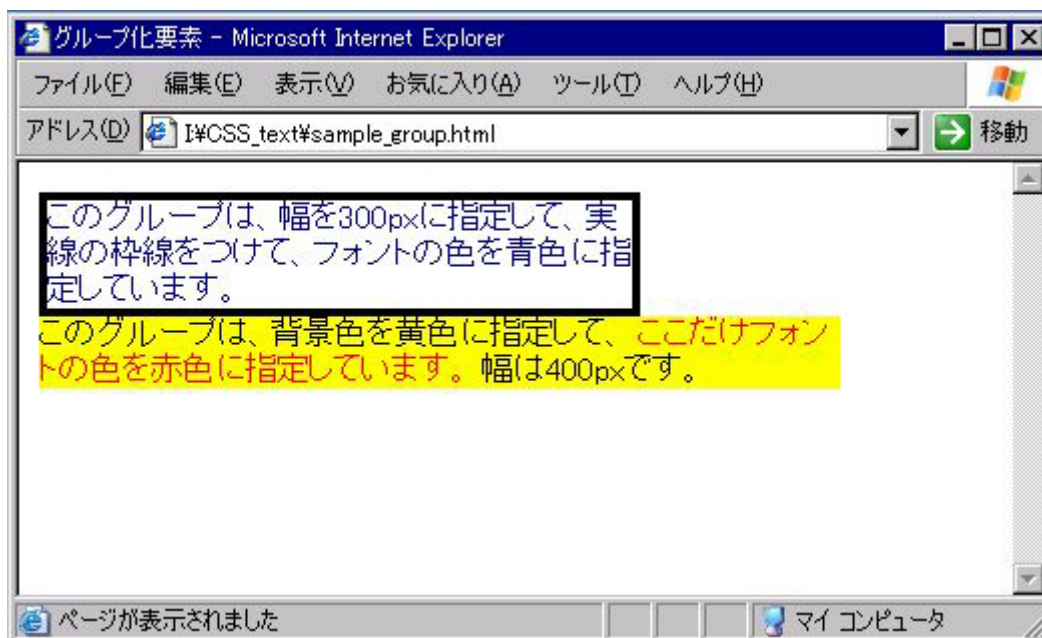 グループ化要素 - Microsoft Internet Explorer
ファイル(F) 編集(E) 表示(V) お気に入り(A) ツール(T) ヘルプ(H)
アドレス(D) I:¥CSS_text¥sample_group.html 移動
このグループは、幅を300pxに指定して、実
線の枠線をつけて、フォントの色を青色に指
定しています。
このグループは、背景色を黄色に指定して、ここだけフォン
トの色を赤色に指定しています。幅は400pxです。
ページが表示されました マイ コンピュータ